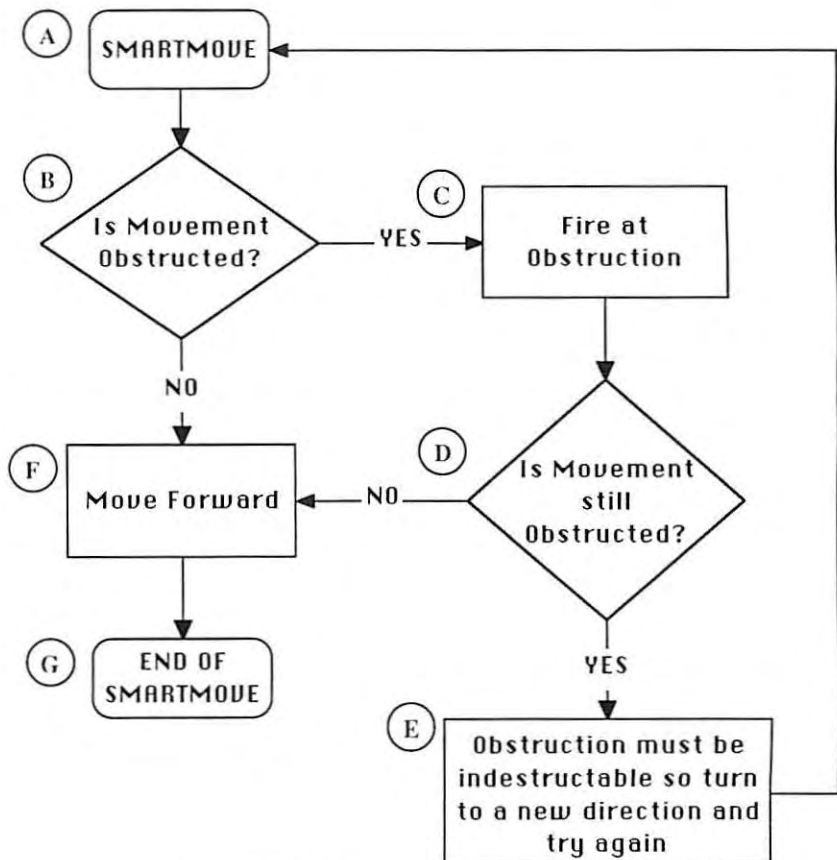 A
SMARTMOVE
B
Is Movement
Obstructed?
YES
C
Fire at
Obstruction
NO
D
Is Movement
still
Obstructed?
NO
F
Move Forward
G
END OF
SMARTMOVE
YES
E
Obstruction must be
indestructable so turn
to a new direction and
try again